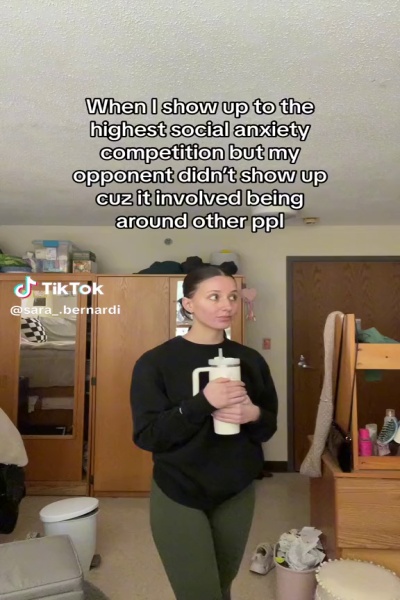 When I show up to the
highest social anxiety
competition but my
opponent didn't show up
cuz it involved being
around other ppl
TikTok
@sara_.bernardi